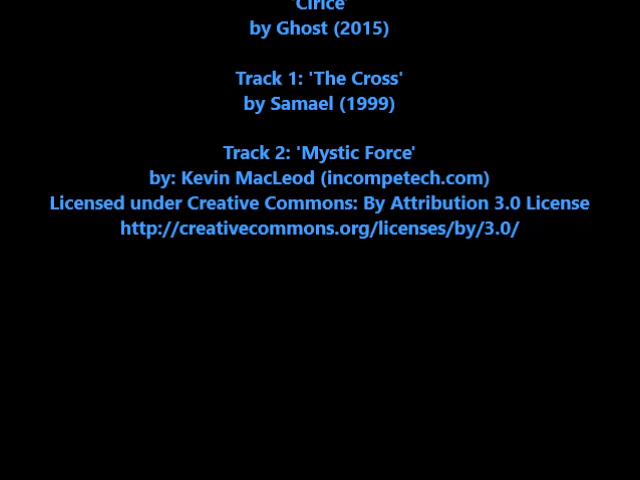 'Cirice'
by Ghost (2015)
Track 1: 'The Cross'
by Samael (1999)
Track 2: 'Mystic Force'
by: Kevin MacLeod (incompetech.com)
Licensed under Creative Commons: By Attribution 3.0 License
http://creativecommons.org/licenses/by/3.0/